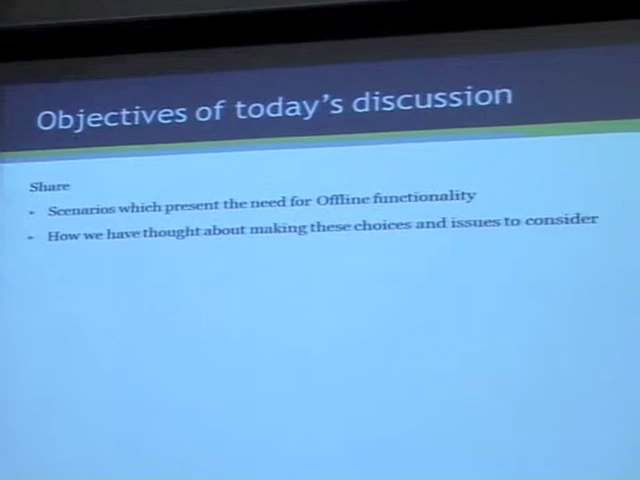 Objectives of today's discussion
Share
- Scenarios which present the need for Offline functionality
- How we have thought about making these choices and issues to consider